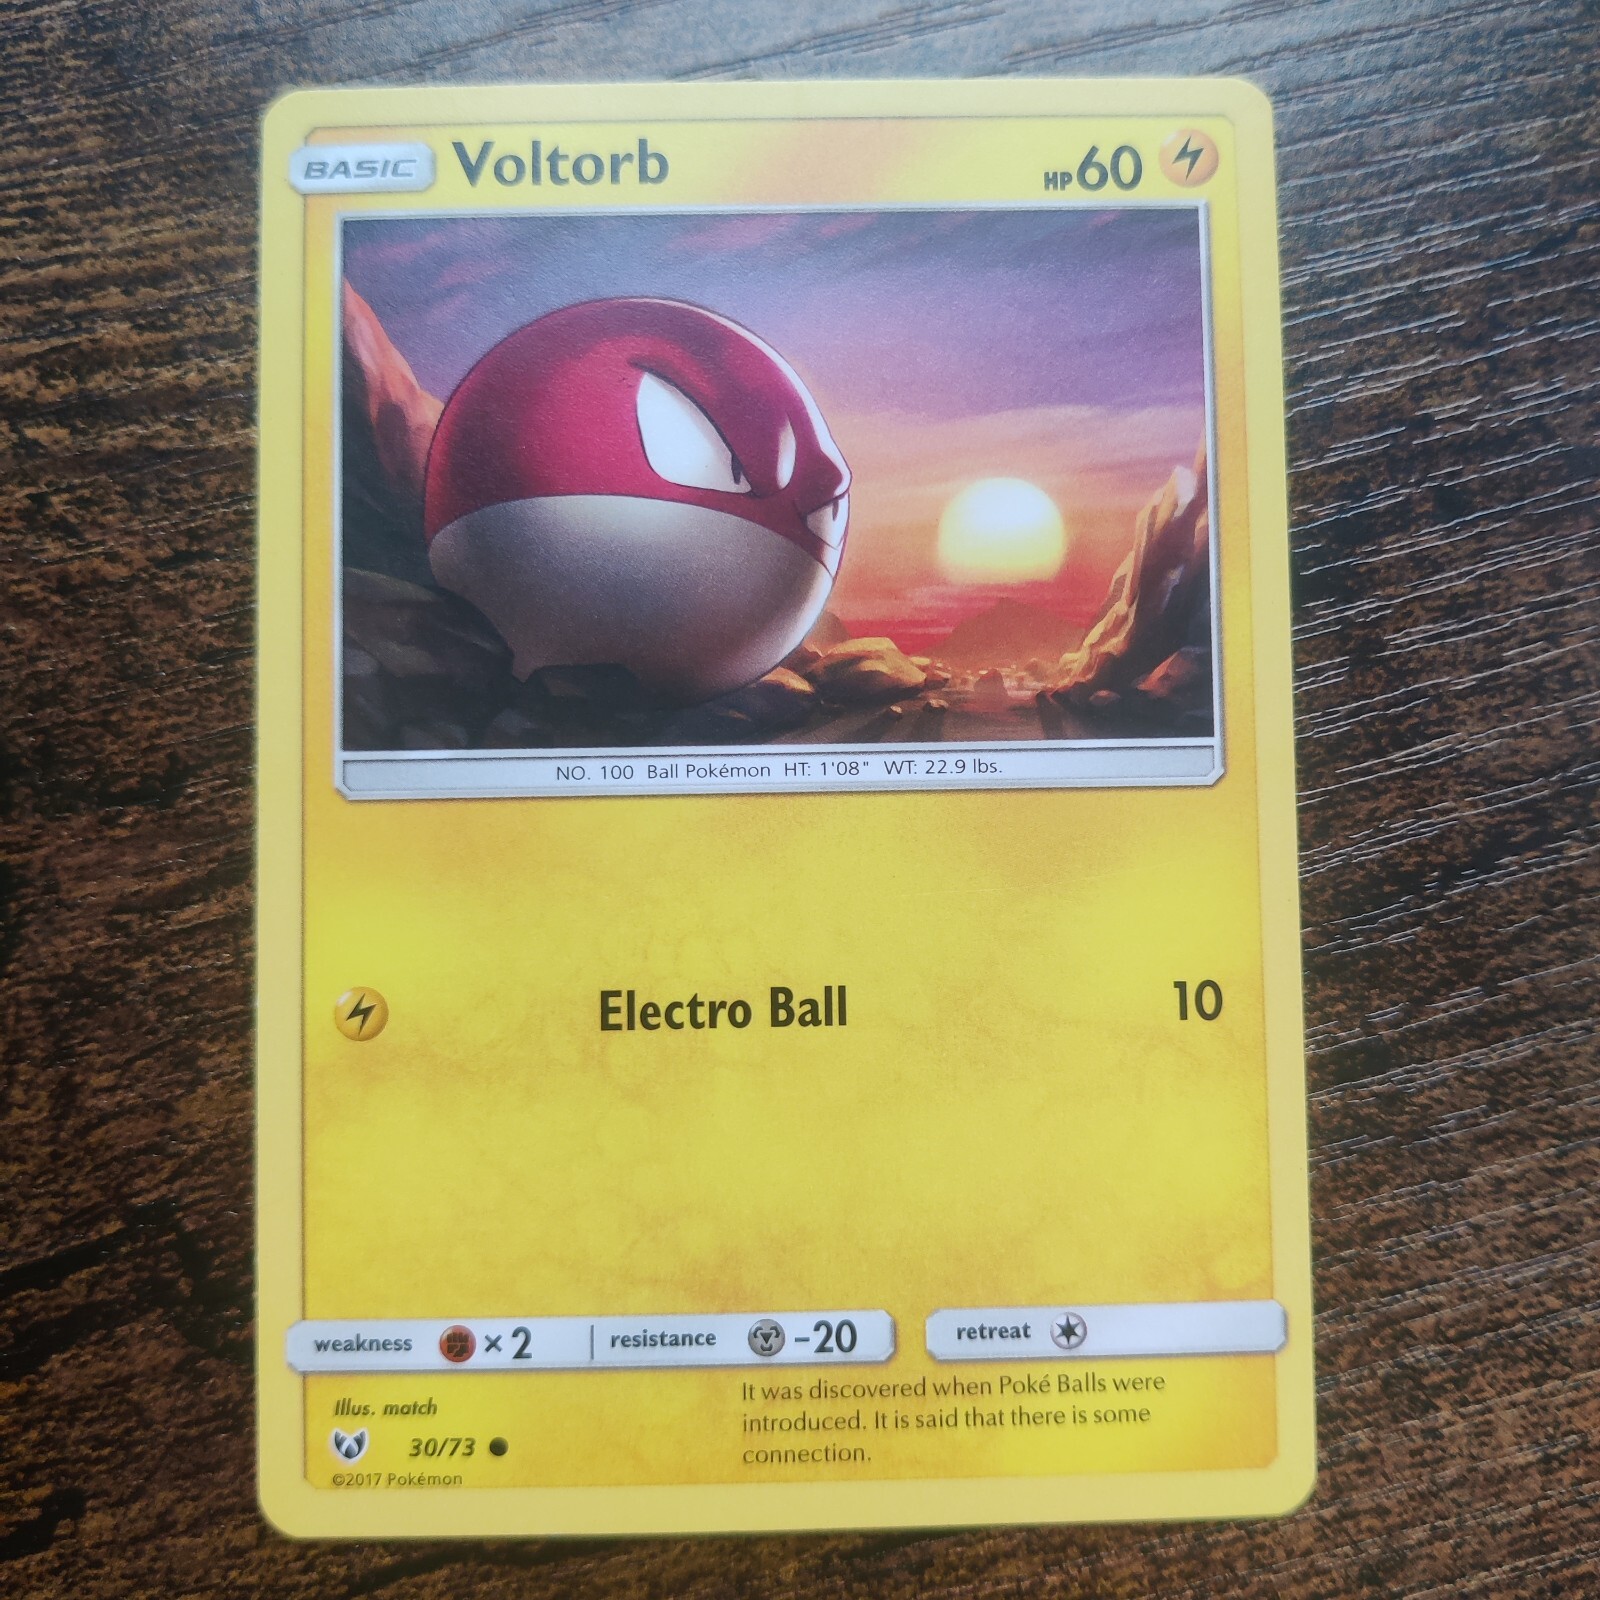 BASIC Voltorb HP 60
NO. 100 Ball Pokémon HT: 1'08" WT: 22.9 lbs.
Electro Ball 10
weakness × 2 resistance -20 retreat
Illus. match
30/73
©2017 Pokémon
It was discovered when Poké Balls were
introduced. It is said that there is some
connection.